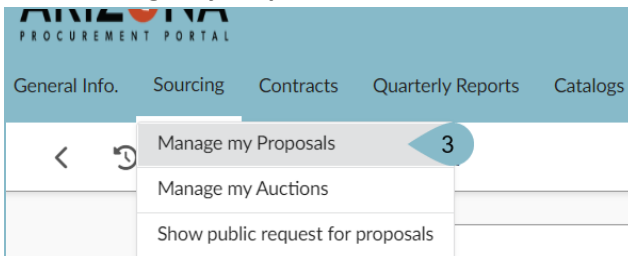 ARIZONA
PROCUREMENT PORTAL
General Info. Sourcing Contracts Quarterly Reports Catalogs
Manage my Proposals 3
Manage my Auctions
Show public request for proposals